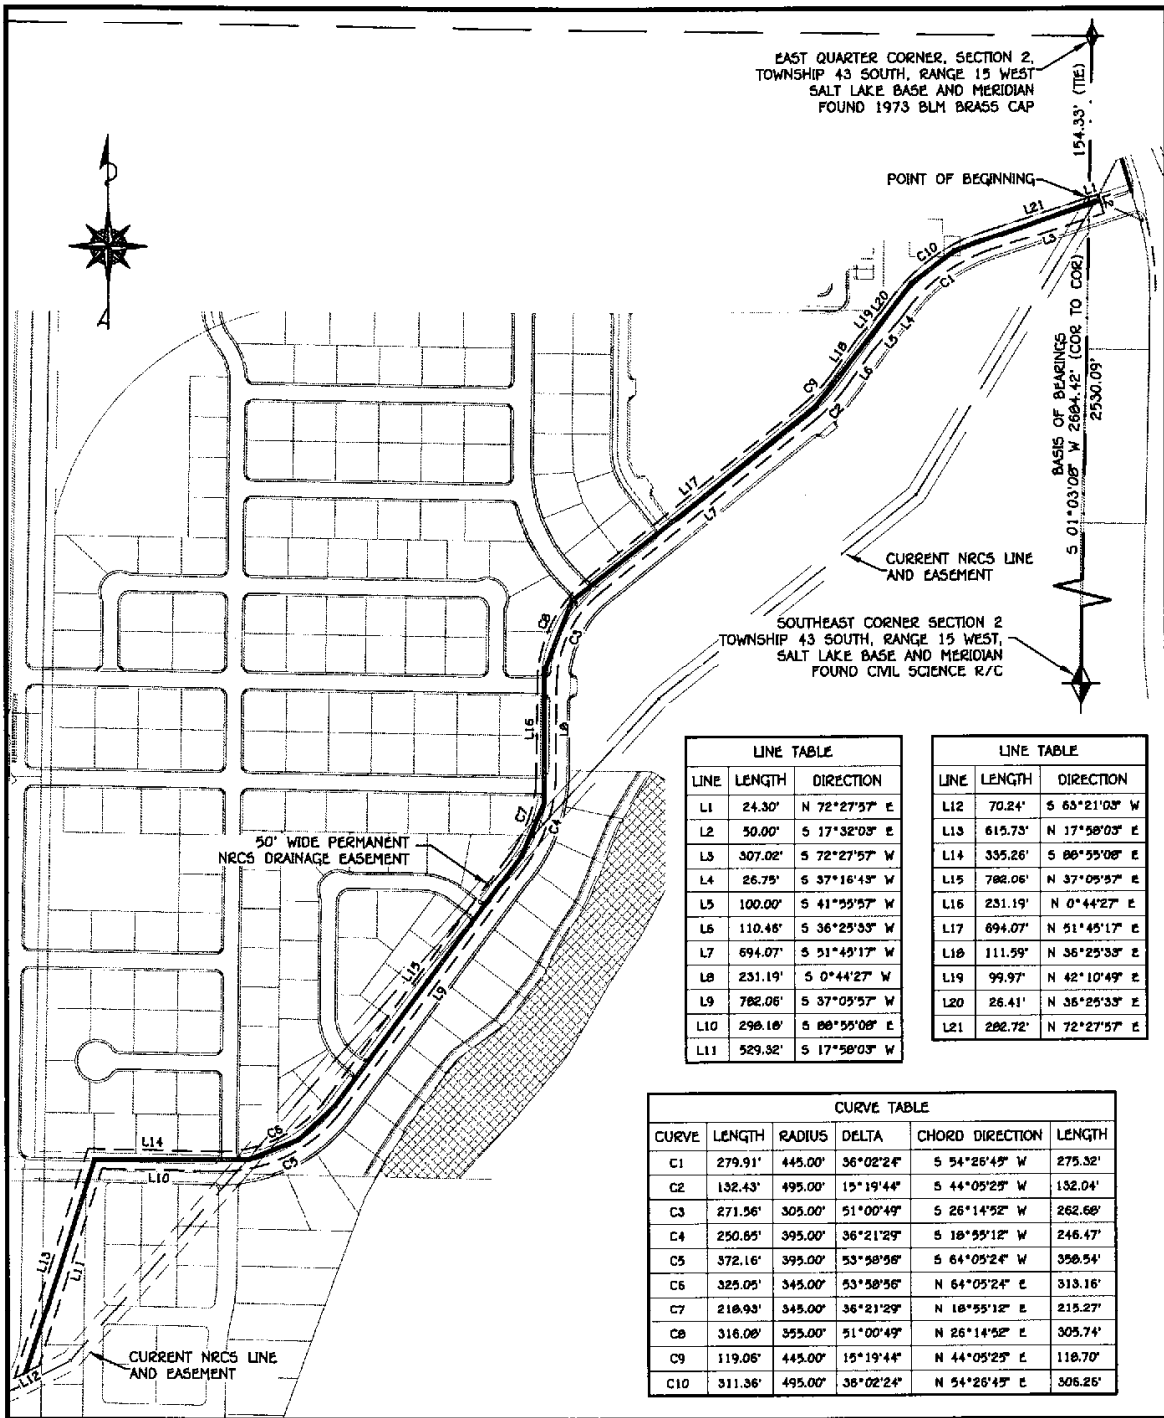 EAST QUARTER CORNER, SECTION 2,
TOWNSHIP 43 SOUTH, RANGE 15 WEST
SALT LAKE BASE AND MERIDIAN
FOUND 1973 BLM BRASS CAP
154.33' (TIE)
POINT OF BEGINNING
L1
L2
L21
L3
C10
C1
L20
L19
L4
L18
L5
L6
C9
C2
BASIS OF BEARINGS
S 01°03'08" W 2684.42' (COR TO COR)
2530.09'
L17
L7
CURRENT NRCS LINE
AND EASEMENT
SOUTHEAST CORNER SECTION 2
TOWNSHIP 43 SOUTH, RANGE 15 WEST,
SALT LAKE BASE AND MERIDIAN
FOUND CIVIL SCIENCE R/C
C8
C3
L16
L8
C7
C4
50' WIDE PERMANENT
NRCS DRAINAGE EASEMENT
L15
L9
C6
C5
L14
L10
L13
L11
L12
CURRENT NRCS LINE
AND EASEMENT
LINE TABLE
LINE LENGTH DIRECTION
L1 24.30' N 72°27'57" E
L2 50.00' S 17°32'03" E
L3 307.02' S 72°27'57" W
L4 26.75' S 37°16'43" W
L5 100.00' S 41°55'57" W
L6 110.46' S 36°25'33" W
L7 694.07' S 51°45'17" W
L8 231.19' S 0°44'27" W
L9 782.06' S 37°05'57" W
L10 298.18' S 88°55'08" E
L11 529.32' S 17°58'03" W
LINE TABLE
LINE LENGTH DIRECTION
L12 70.24' S 63°21'03" W
L13 615.73' N 17°58'03" E
L14 335.26' S 88°55'08" E
L15 782.06' N 37°05'57" E
L16 231.19' N 0°44'27" E
L17 694.07' N 51°45'17" E
L18 111.59' N 36°25'33" E
L19 99.97' N 42°10'49" E
L20 26.41' N 36°25'33" E
L21 282.72' N 72°27'57" E
CURVE TABLE
CURVE LENGTH RADIUS DELTA CHORD DIRECTION LENGTH
C1 279.91' 445.00' 36°02'24" S 54°26'45" W 275.32'
C2 132.43' 495.00' 15°19'44" S 44°05'25" W 132.04'
C3 271.56' 305.00' 51°00'49" S 26°14'52" W 262.68'
C4 250.65' 395.00' 36°21'29" S 18°55'12" W 246.47'
C5 372.16' 395.00' 53°58'56" S 64°05'24" W 358.54'
C6 325.05' 345.00' 53°58'56" N 64°05'24" E 313.16'
C7 218.93' 345.00' 36°21'29" N 18°55'12" E 215.27'
C8 316.08' 355.00' 51°00'49" N 26°14'52" E 305.74'
C9 119.06' 445.00' 15°19'44" N 44°05'25" E 118.70'
C10 311.36' 495.00' 36°02'24" N 54°26'45" E 306.26'